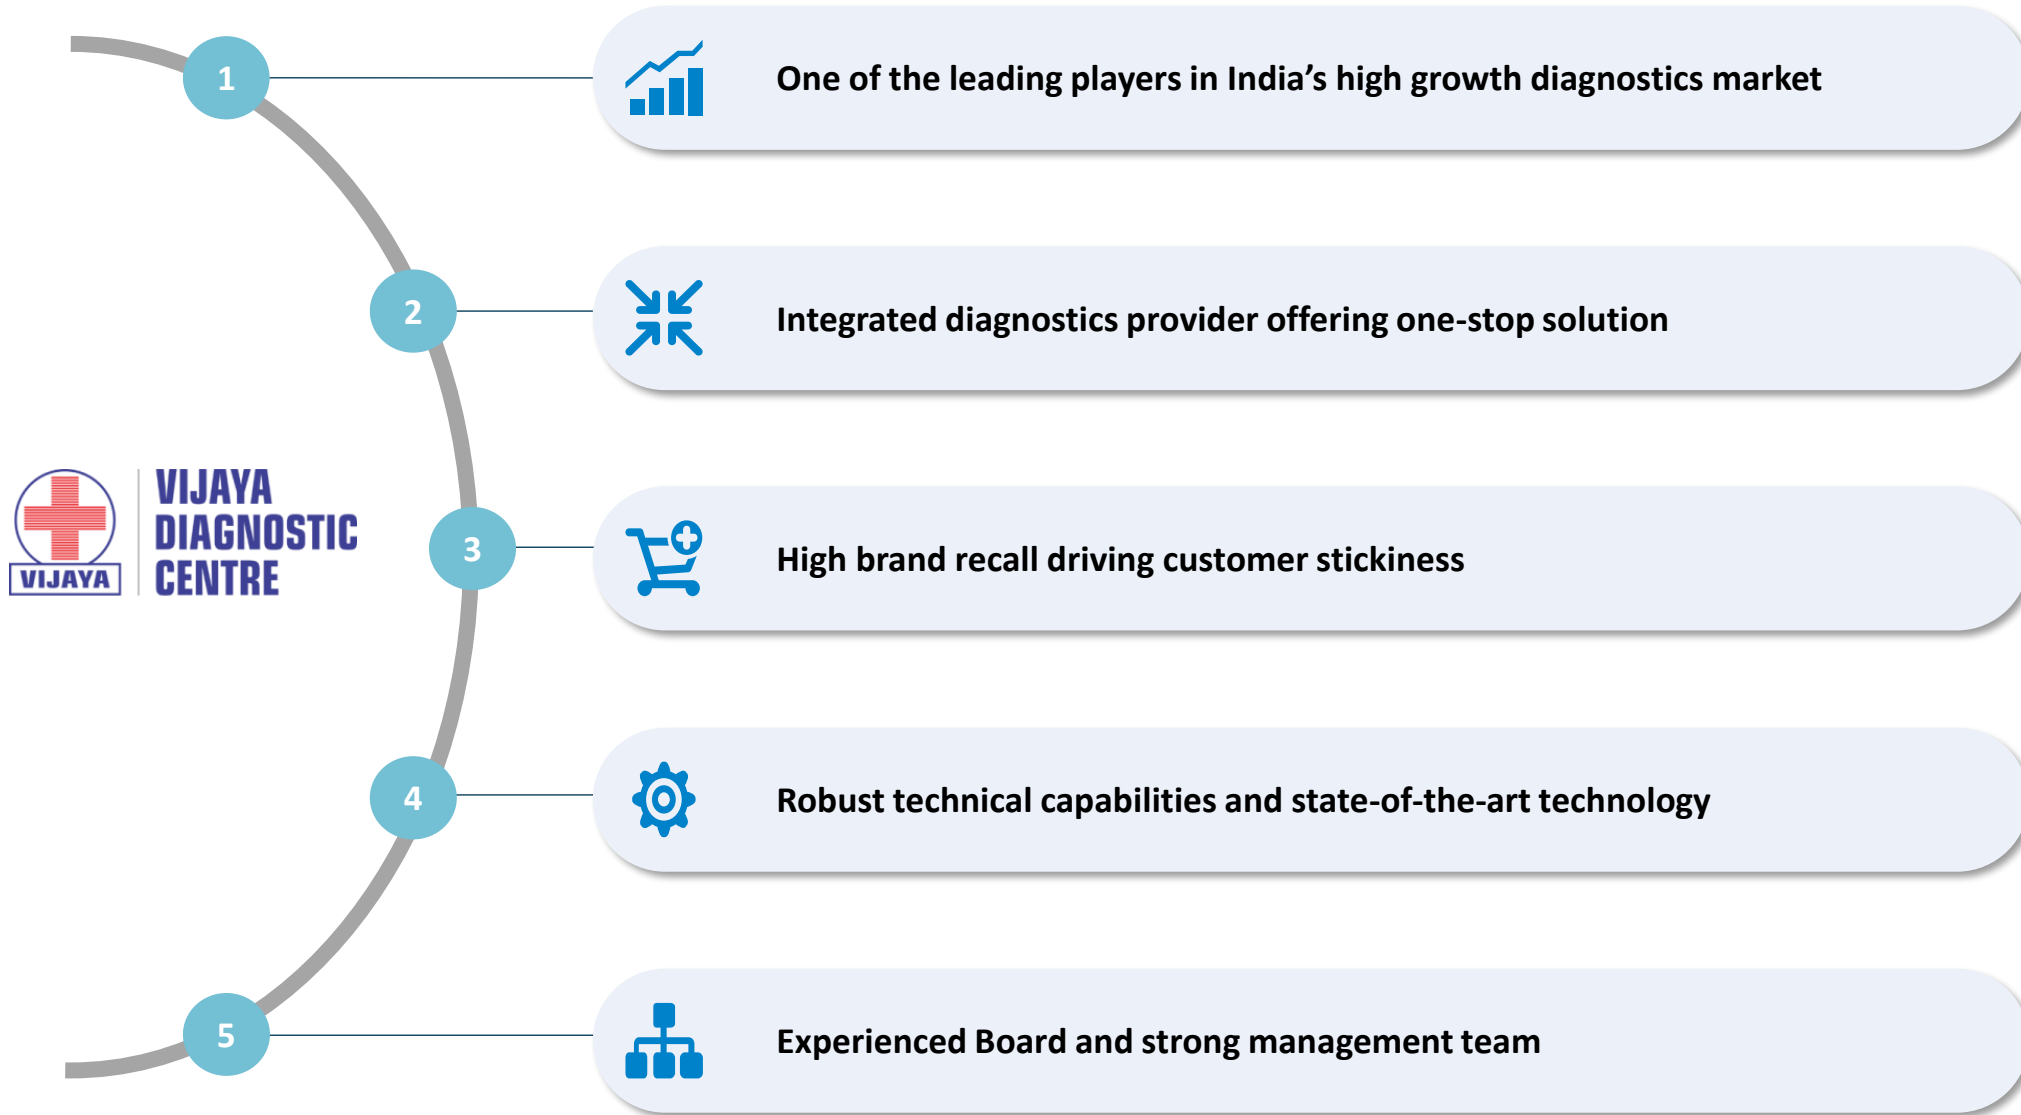 1
One of the leading players in India’s high growth diagnostics market
2
Integrated diagnostics provider offering one-stop solution
VIJAYA
VIJAYA
DIAGNOSTIC
CENTRE
3
High brand recall driving customer stickiness
4
Robust technical capabilities and state-of-the-art technology
5
Experienced Board and strong management team